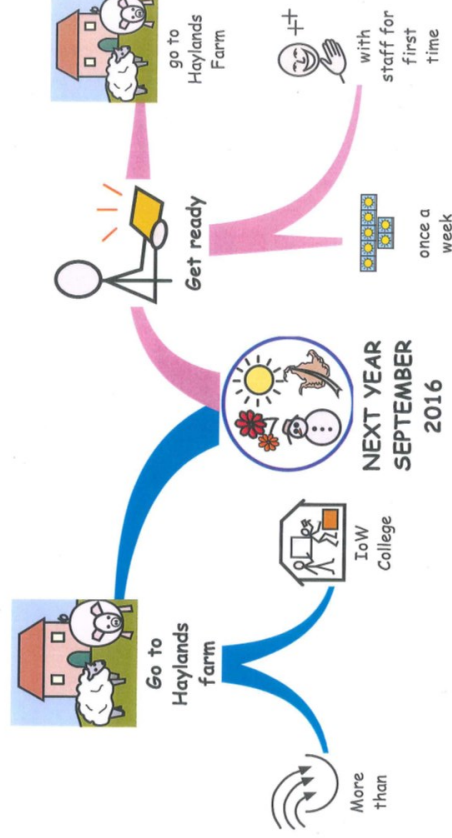 Go to
Haylands
farm
More
than
IoW
College
NEXT YEAR
SEPTEMBER
2016
Get ready
go to
Haylands
Farm
once a
week
++
with
staff for
first
time